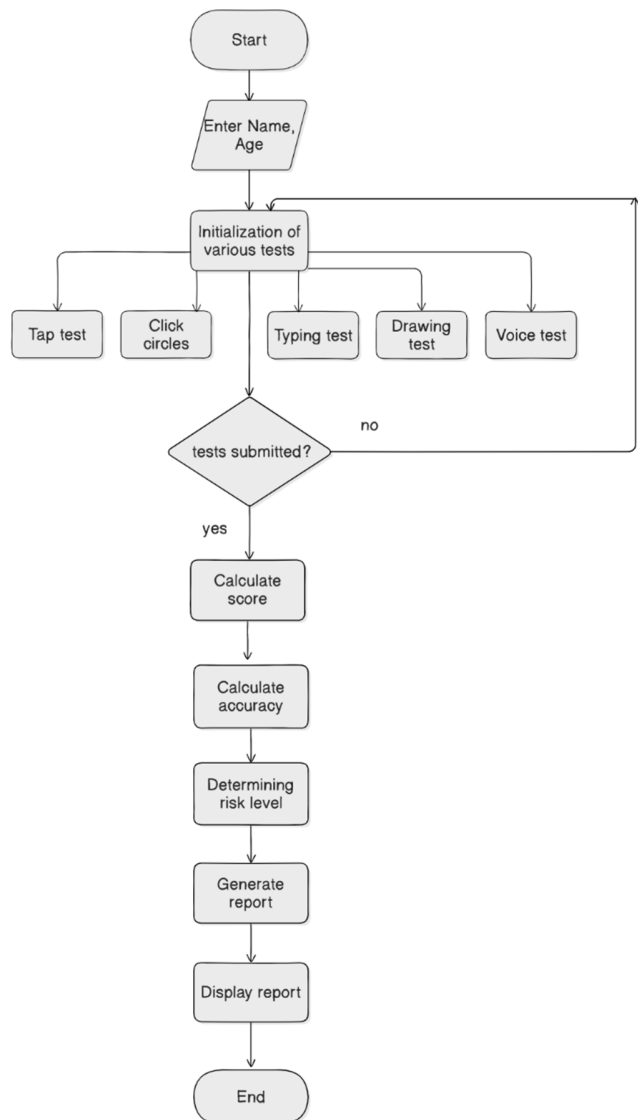 Start
Enter Name,
Age
Initialization of
various tests
Tap test
Click
circles
Typing test
Drawing
test
Voice test
tests submitted?
no
yes
Calculate
score
Calculate
accuracy
Determining
risk level
Generate
report
Display report
End